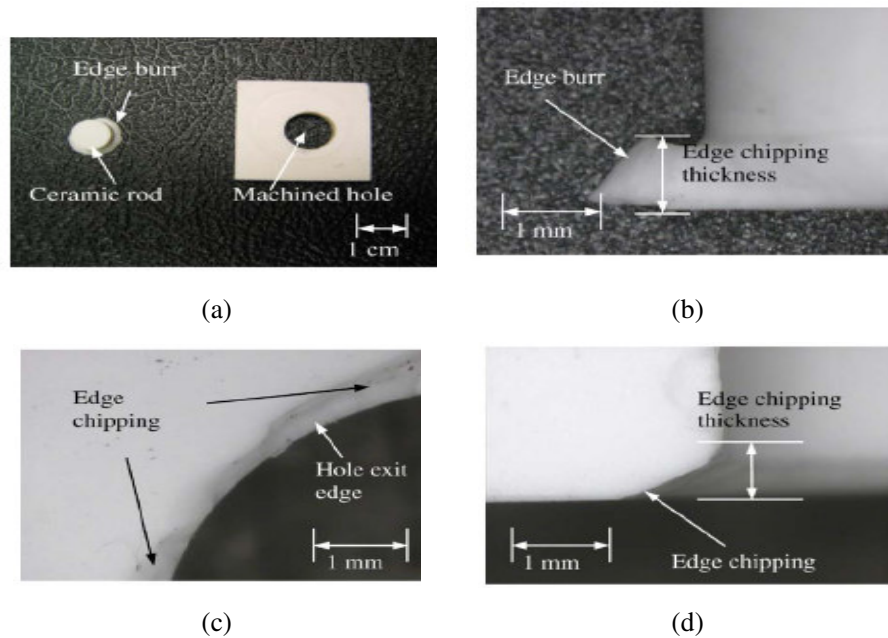 Edge burr
Ceramic rod
Machined hole
1 cm
(a)
Edge burr
Edge chipping
thickness
1 mm
(b)
Edge
chipping
Hole exit
edge
1 mm
(c)
Edge chipping
thickness
1 mm
Edge chipping
(d)